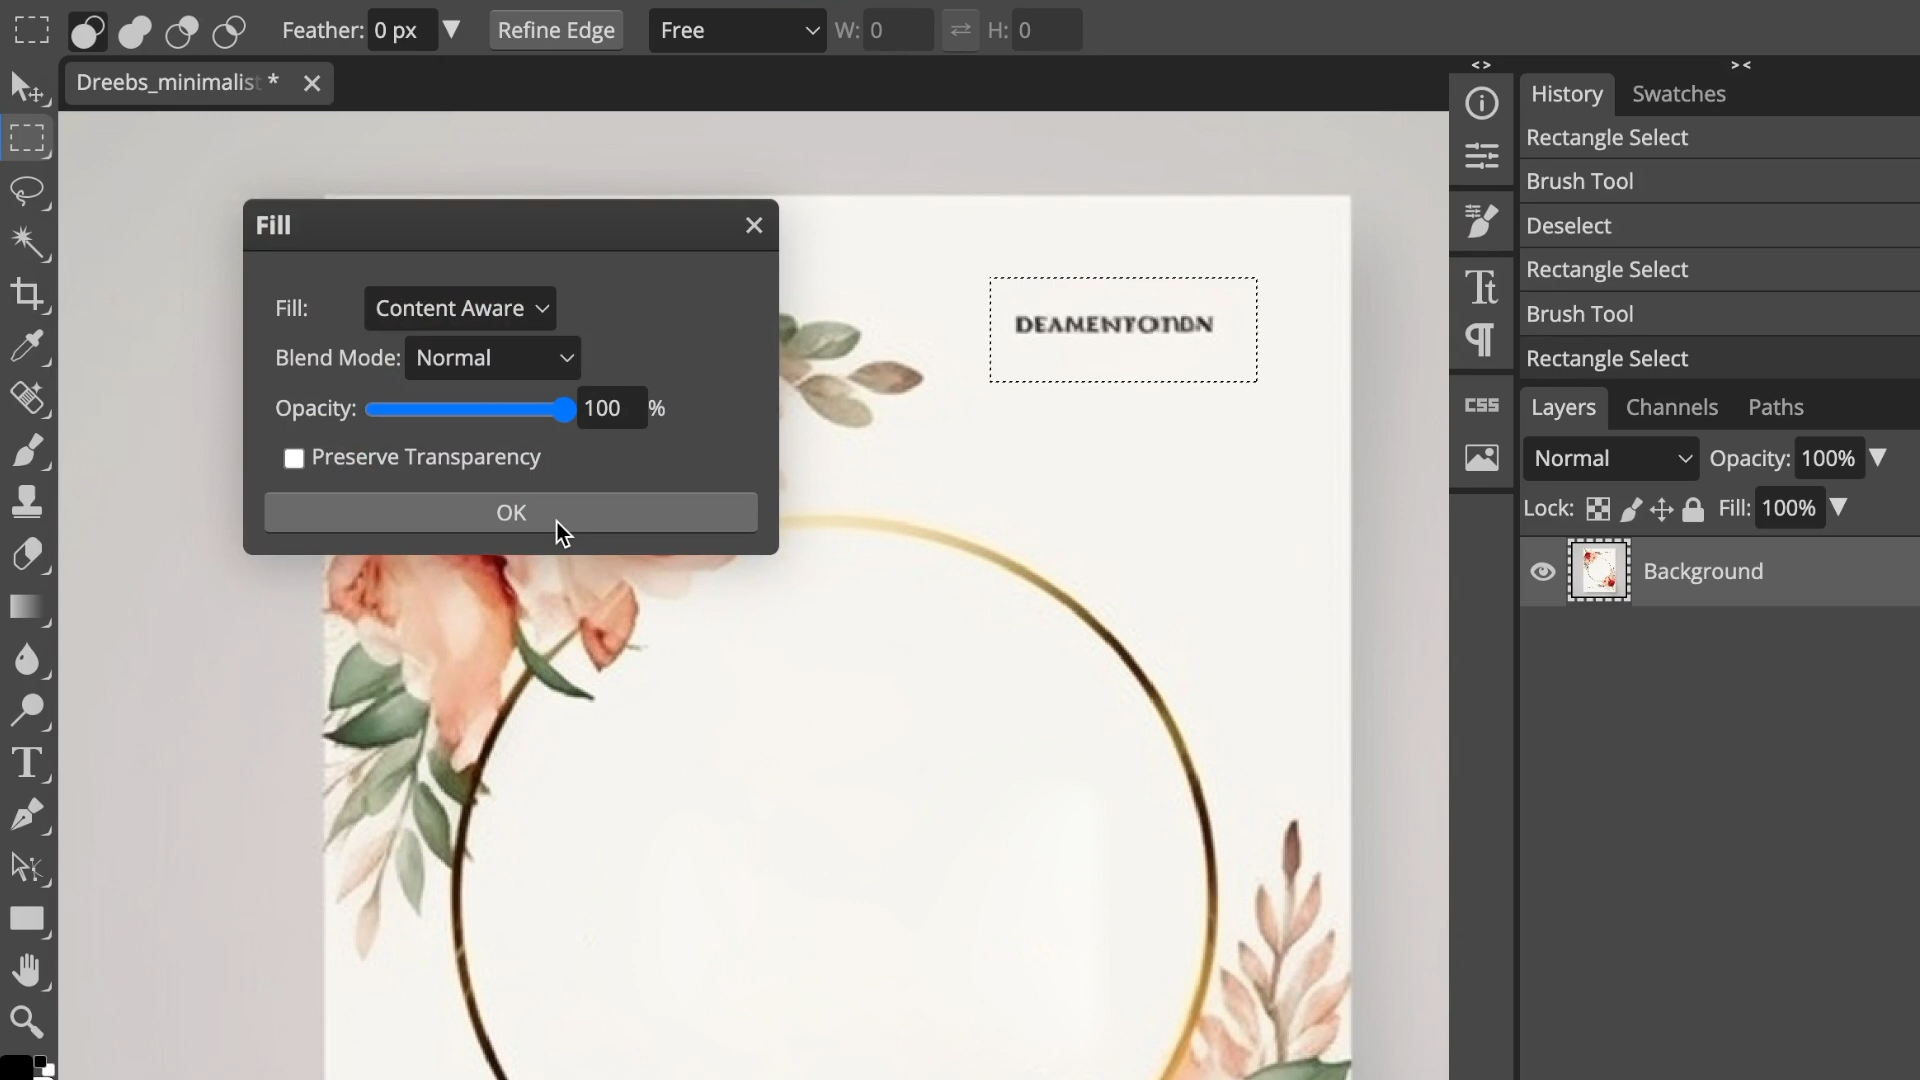 Feather: 0 px Refine Edge Free W: 0 H: 0
Dreebs_minimalist *
Fill
Fill: Content Aware
Blend Mode: Normal
Opacity: 100 %
Preserve Transparency
OK
DEAMENTOTION
History Swatches
Rectangle Select
Brush Tool
Deselect
Rectangle Select
Brush Tool
Rectangle Select
CSS
Layers Channels Paths
Normal Opacity: 100%
Lock: Fill: 100%
Background